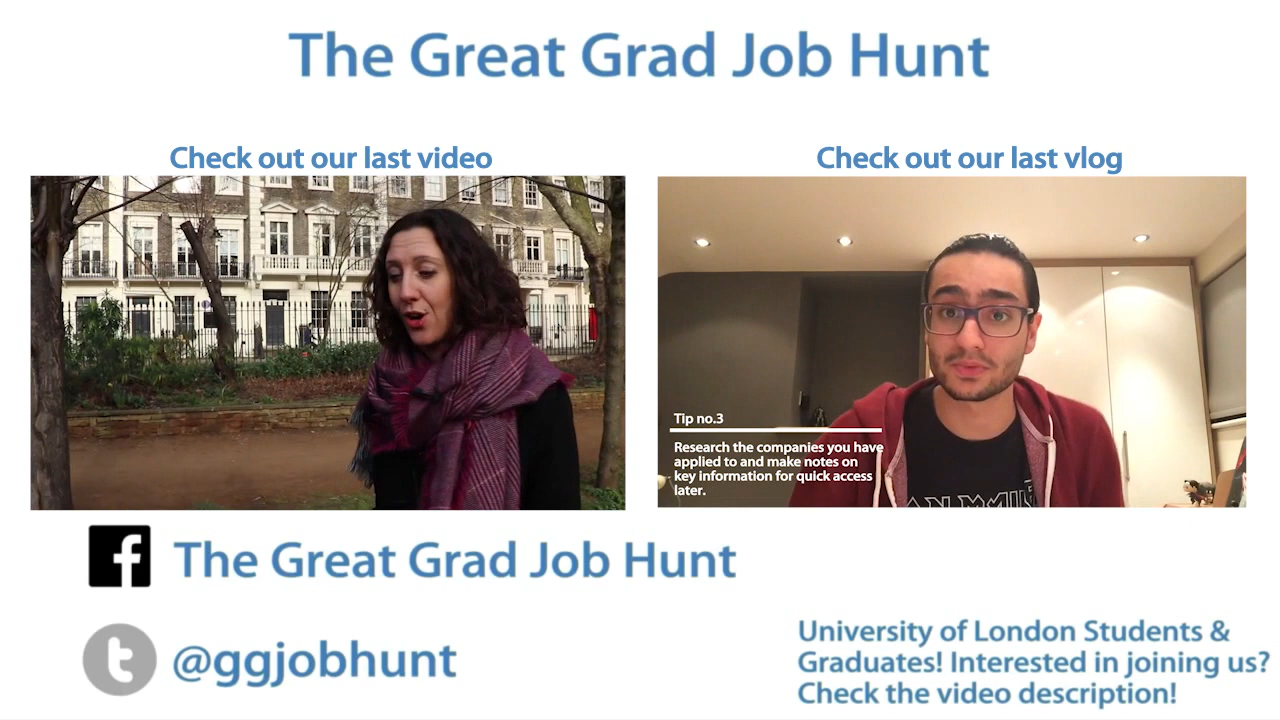 The Great Grad Job Hunt
Check out our last video
Check out our last vlog
Tip no.3
Research the companies you have
applied to and make notes on
key information for quick access
later.
The Great Grad Job Hunt
@ggjobhunt
University of London Students &
Graduates! Interested in joining us?
Check the video description!